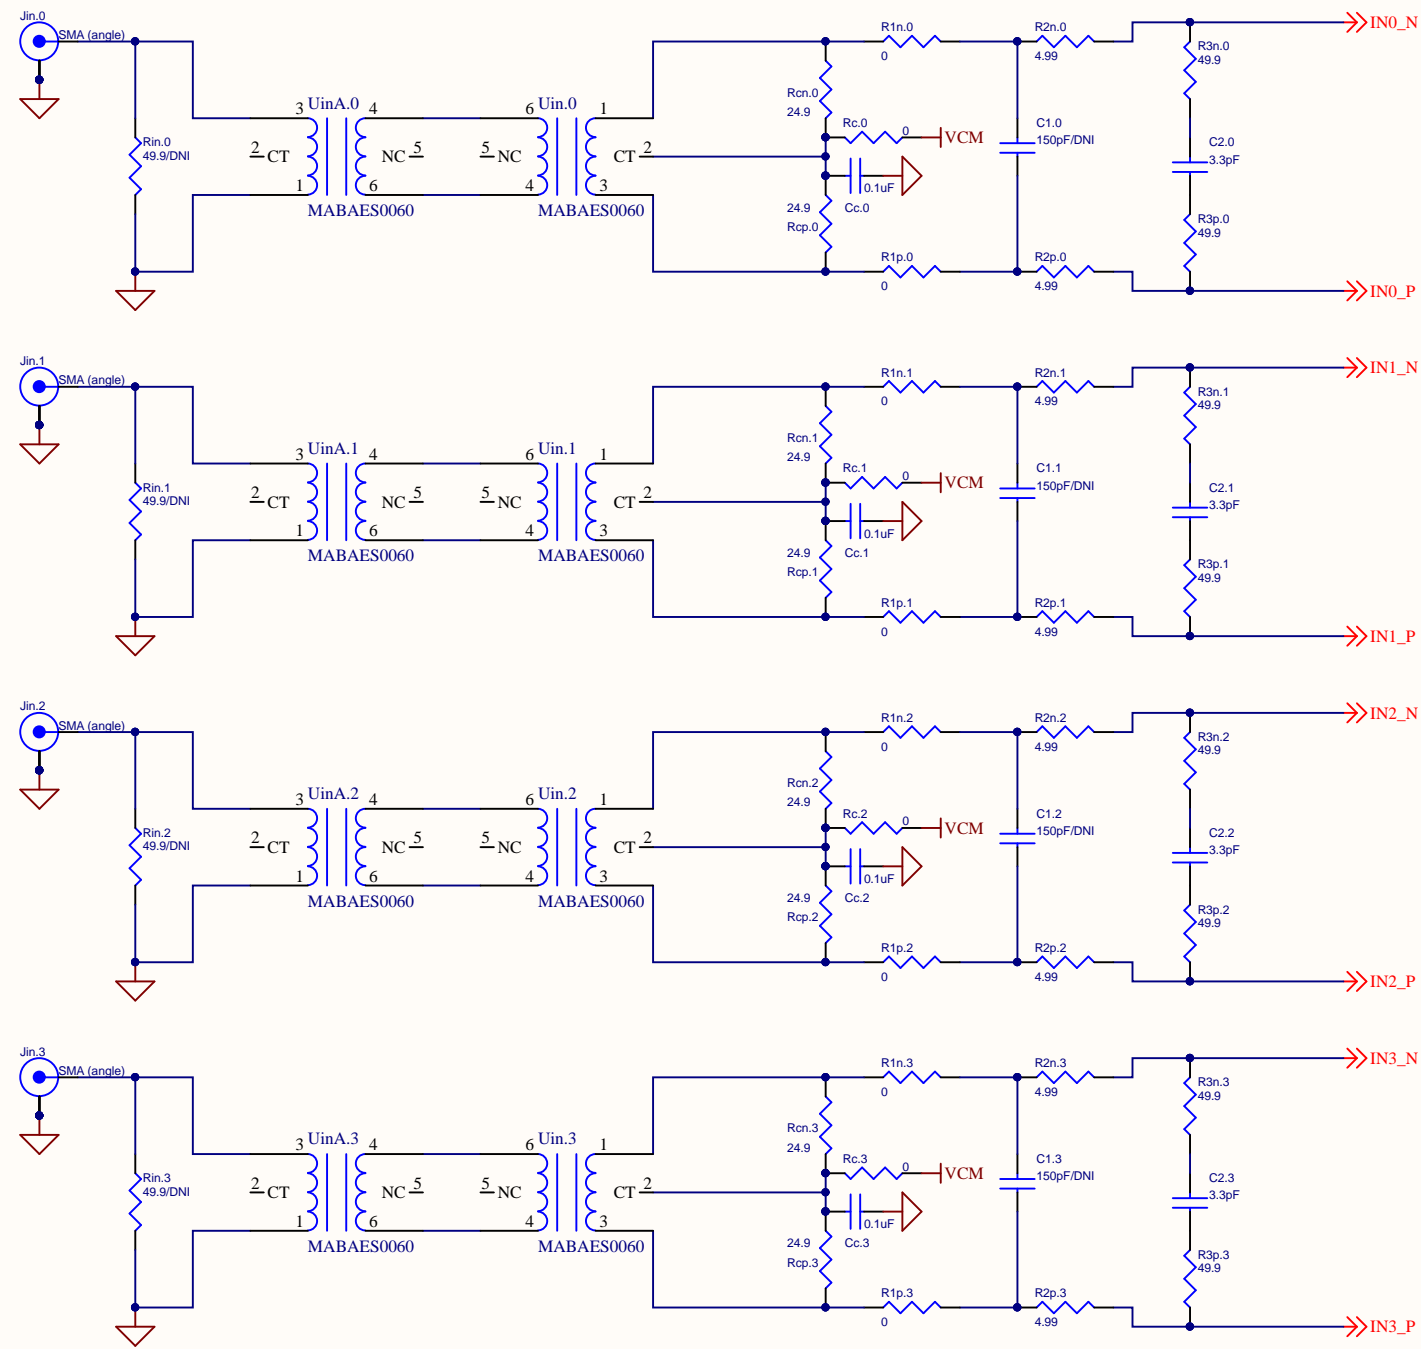 Jin.0
SMA (angle)
Rin.0
49.9/DNI
3 UinA.0 4
2 CT NC 5
1 6
MABAES0060
6 Uin.0 1
5 NC CT 2
4 3
MABAES0060
Rcn.0
24.9
Rc.0 0 VCM
0.1uF
Cc.0
24.9
Rcp.0
R1n.0
0
R1p.0
0
C1.0
150pF/DNI
R2n.0
4.99
R2p.0
4.99
R3n.0
49.9
C2.0
3.3pF
R3p.0
49.9
IN0_N
IN0_P
Jin.1
SMA (angle)
Rin.1
49.9/DNI
3 UinA.1 4
2 CT NC 5
1 6
MABAES0060
6 Uin.1 1
5 NC CT 2
4 3
MABAES0060
Rcn.1
24.9
Rc.1 0 VCM
0.1uF
Cc.1
24.9
Rcp.1
R1n.1
0
R1p.1
0
C1.1
150pF/DNI
R2n.1
4.99
R2p.1
4.99
R3n.1
49.9
C2.1
3.3pF
R3p.1
49.9
IN1_N
IN1_P
Jin.2
SMA (angle)
Rin.2
49.9/DNI
3 UinA.2 4
2 CT NC 5
1 6
MABAES0060
6 Uin.2 1
5 NC CT 2
4 3
MABAES0060
Rcn.2
24.9
Rc.2 0 VCM
0.1uF
Cc.2
24.9
Rcp.2
R1n.2
0
R1p.2
0
C1.2
150pF/DNI
R2n.2
4.99
R2p.2
4.99
R3n.2
49.9
C2.2
3.3pF
R3p.2
49.9
IN2_N
IN2_P
Jin.3
SMA (angle)
Rin.3
49.9/DNI
3 UinA.3 4
2 CT NC 5
1 6
MABAES0060
6 Uin.3 1
5 NC CT 2
4 3
MABAES0060
Rcn.3
24.9
Rc.3 0 VCM
0.1uF
Cc.3
24.9
Rcp.3
R1n.3
0
R1p.3
0
C1.3
150pF/DNI
R2n.3
4.99
R2p.3
4.99
R3n.3
49.9
C2.3
3.3pF
R3p.3
49.9
IN3_N
IN3_P